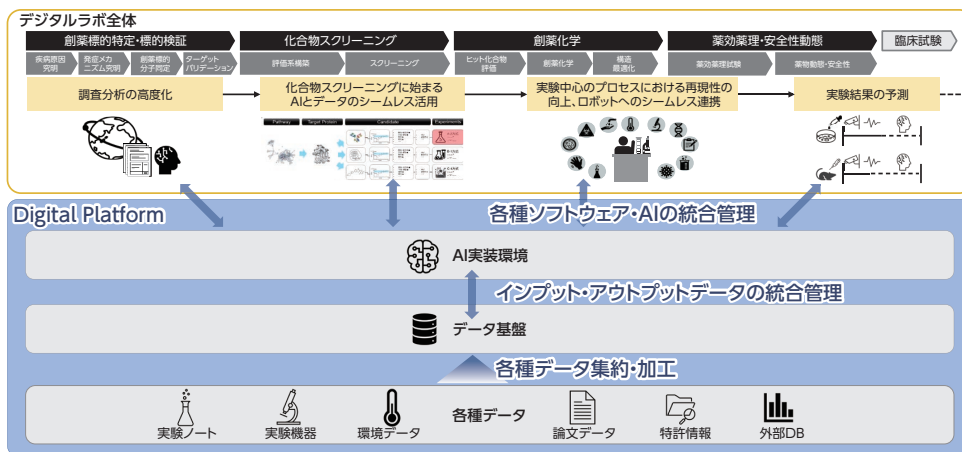 デジタルラボ全体
創薬標的特定・標的検証
化合物スクリーニング
創薬化学
薬効薬理・安全性動態
臨床試験
疾病原因
究明
発症メカ
ニズム究明
創薬標的
分子同定
ターゲット
バリデーション
評価系構築
スクリーニング
ヒット化合物
評価
創薬化学
構造
最適化
薬効薬理試験
薬物動態・安全性
調査分析の高度化
化合物スクリーニングに始まる
AIとデータのシームレス活用
実験中心のプロセスにおける再現性の
向上、ロボットへのシームレス連携
実験結果の予測
Pathway
Target Protein
Candidate
Experiments
Digital Platform
各種ソフトウェア・AIの統合管理
AI実装環境
インプット・アウトプットデータの統合管理
データ基盤
各種データ集約・加工
各種データ
実験ノート
実験機器
環境データ
論文データ
特許情報
外部DB